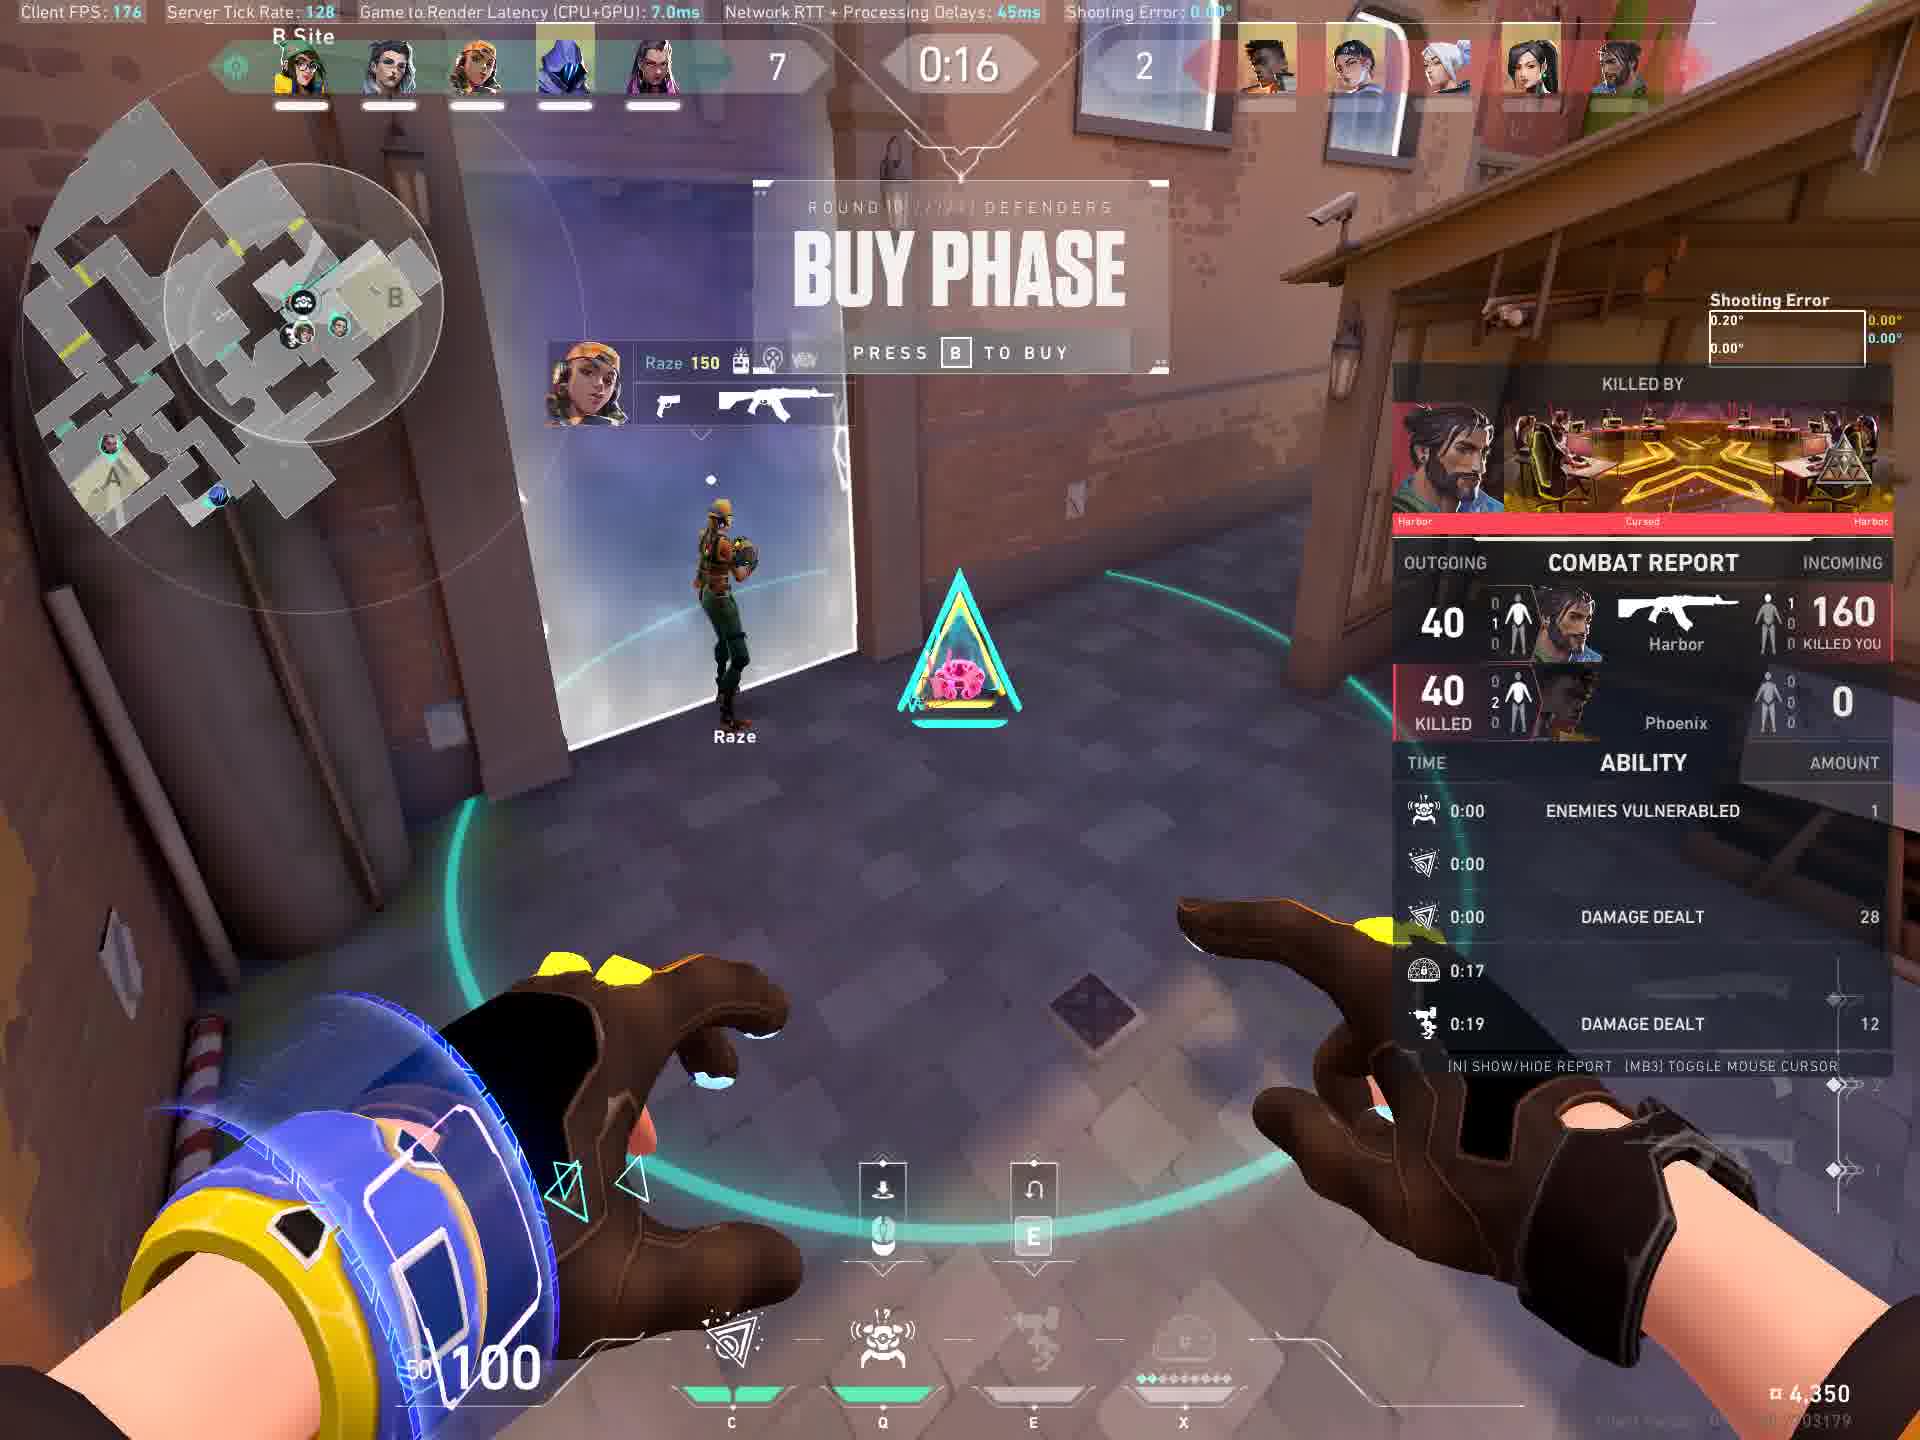 Client FPS: 176 Server Tick Rate: 128 Game to Render Latency (CPU+GPU): 7.0ms Network RTT + Processing Delays: 45ms Shooting Error: 0.00°
B Site
7
0:16
2
ROUND 10 ////// DEFENDERS
BUY PHASE
PRESS B TO BUY
B
A
Raze 150
Raze
Shooting Error
0.20°
0.00°
0.00°
0.00°
KILLED BY
Harbor Cursed Harbor
OUTGOING COMBAT REPORT INCOMING
40 0 1 0 Harbor 1 0 0 160 KILLED YOU
40 KILLED 0 2 0 Phoenix 0 0 0 0
TIME ABILITY AMOUNT
0:00 ENEMIES VULNERABLED 1
0:00
0:00 DAMAGE DEALT 28
0:17
0:19 DAMAGE DEALT 12
[N] SHOW/HIDE REPORT [MB3] TOGGLE MOUSE CURSOR
2
1
E
50 100
C Q E X
¤ 4,350